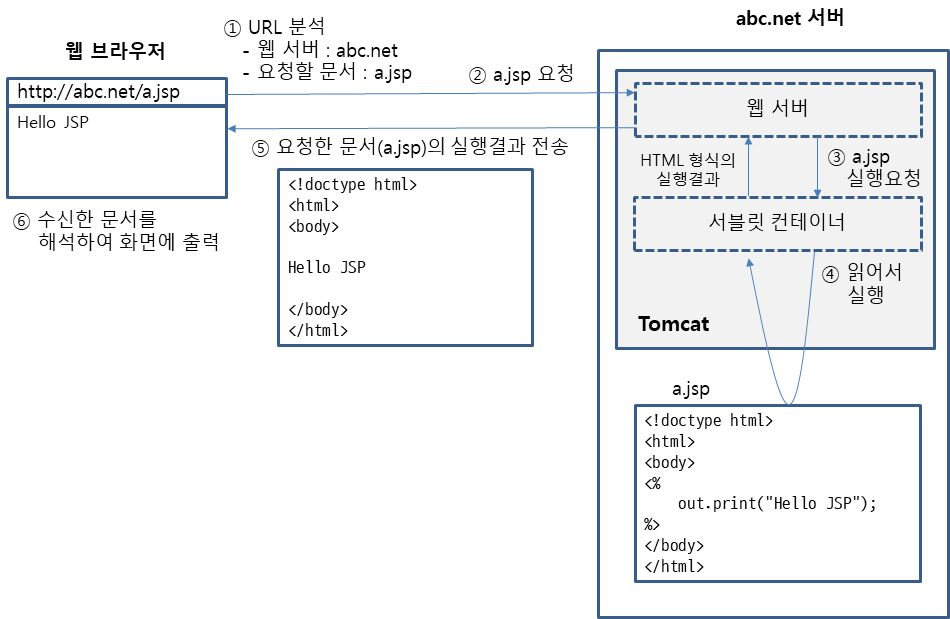 abc.net 서버
웹 브라우저
① URL 분석
- 웹 서버 : abc.net
- 요청할 문서 : a.jsp
② a.jsp 요청
http://abc.net/a.jsp
Hello JSP
웹 서버
⑤ 요청한 문서(a.jsp)의 실행결과 전송
HTML 형식의
실행결과
③ a.jsp
실행요청
<!doctype html>
<html>
<body>
Hello JSP
</body>
</html>
⑥ 수신한 문서를
해석하여 화면에 출력
서블릿 컨테이너
④ 읽어서
실행
Tomcat
a.jsp
<!doctype html>
<html>
<body>
<%
out.print("Hello JSP");
%>
</body>
</html>